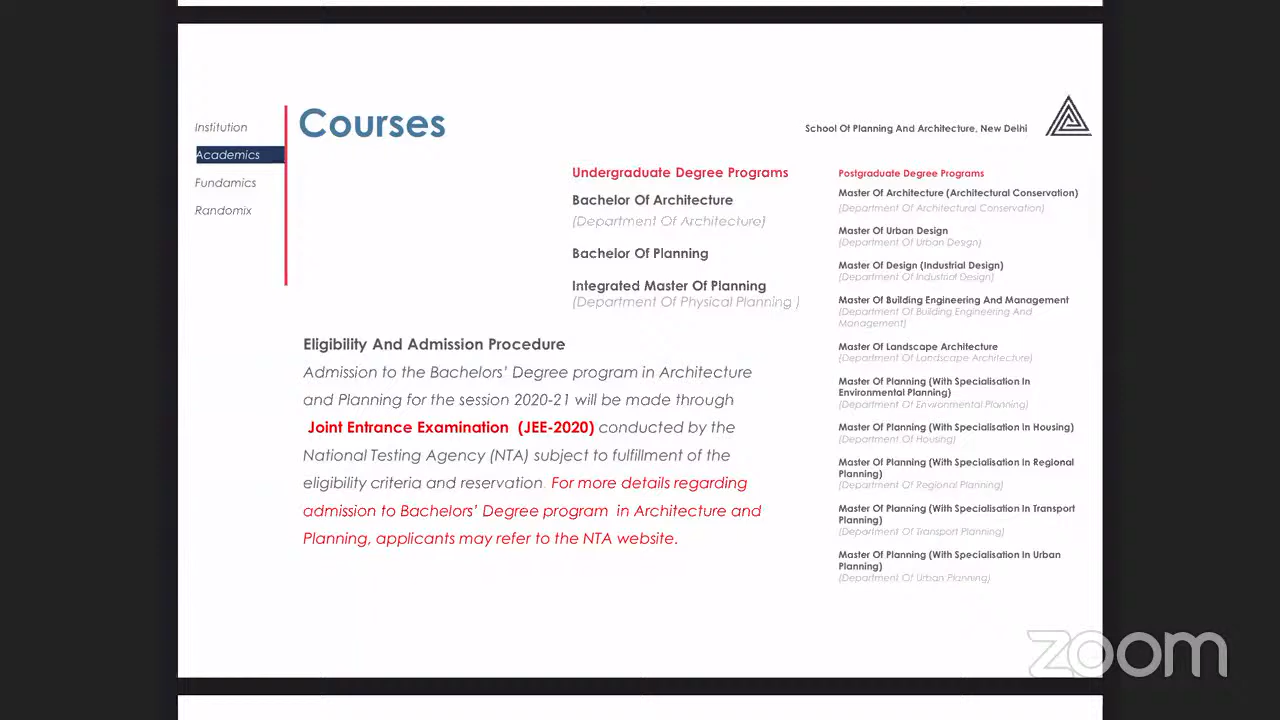 Institution
Academics
Fundamics
Randomix
Courses
School Of Planning And Architecture, New Delhi
Undergraduate Degree Programs
Bachelor Of Architecture
(Department Of Architecture)
Bachelor Of Planning
Integrated Master Of Planning
(Department Of Physical Planning )
Eligibility And Admission Procedure
Admission to the Bachelors’ Degree program in Architecture
and Planning for the session 2020-21 will be made through
Joint Entrance Examination (JEE-2020) conducted by the
National Testing Agency (NTA) subject to fulfillment of the
eligibility criteria and reservation. For more details regarding
admission to Bachelors’ Degree program in Architecture and
Planning, applicants may refer to the NTA website.
Postgraduate Degree Programs
Master Of Architecture (Architectural Conservation)
(Department Of Architectural Conservation)
Master Of Urban Design
(Department Of Urban Design)
Master Of Design (Industrial Design)
(Department Of Industrial Design)
Master Of Building Engineering And Management
(Department Of Building Engineering And
Management)
Master Of Landscape Architecture
(Department Of Landscape Architecture)
Master Of Planning (With Specialisation In
Environmental Planning)
(Department Of Environmental Planning)
Master Of Planning (With Specialisation In Housing)
(Department Of Housing)
Master Of Planning (With Specialisation In Regional
Planning)
(Department Of Regional Planning)
Master Of Planning (With Specialisation In Transport
Planning)
(Department Of Transport Planning)
Master Of Planning (With Specialisation In Urban
Planning)
(Department Of Urban Planning)
zoom